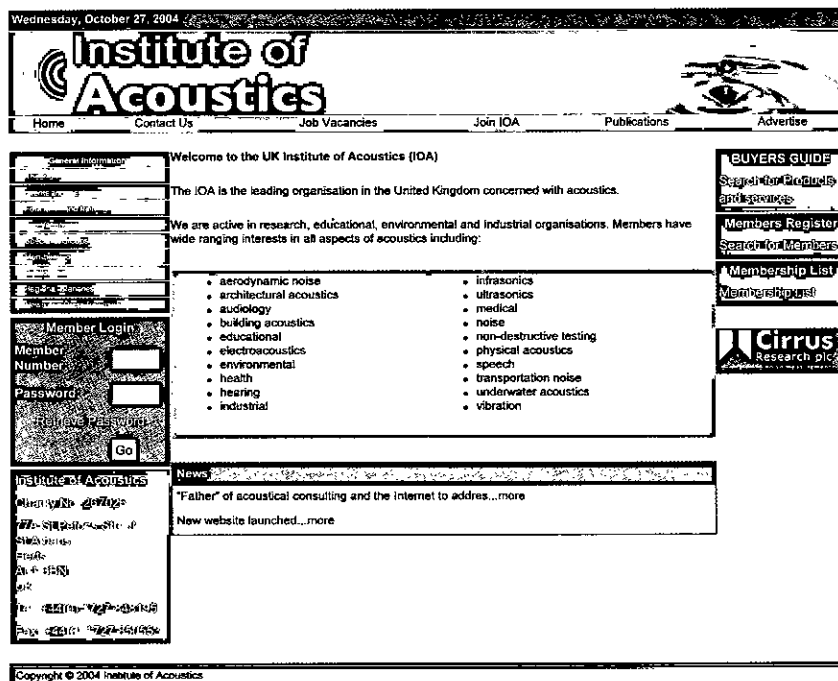 Wednesday, October 27, 2004
Institute of
Acoustics
Home Contact Us Job Vacancies Join IOA Publications Advertise
General Information
Member Login
Member
Number
Password
Retrieve Password
Go
Institute of Acoustics
Charity No
St Albans
Herts
Welcome to the UK Institute of Acoustics (IOA)
The IOA is the leading organisation in the United Kingdom concerned with acoustics.
We are active in research, educational, environmental and industrial organisations. Members have
wide ranging interests in all aspects of acoustics including:
• aerodynamic noise
• architectural acoustics
• audiology
• building acoustics
• educational
• electroacoustics
• environmental
• health
• hearing
• industrial
• infrasonics
• ultrasonics
• medical
• noise
• non-destructive testing
• physical acoustics
• speech
• transportation noise
• underwater acoustics
• vibration
News
"Father" of acoustical consulting and the Internet to addres...more
New website launched...more
BUYERS GUIDE
Search for Products
and services
Members Register
Search for Members
Membership List
Membership List
Cirrus
Research plc
Copyright © 2004 Institute of Acoustics